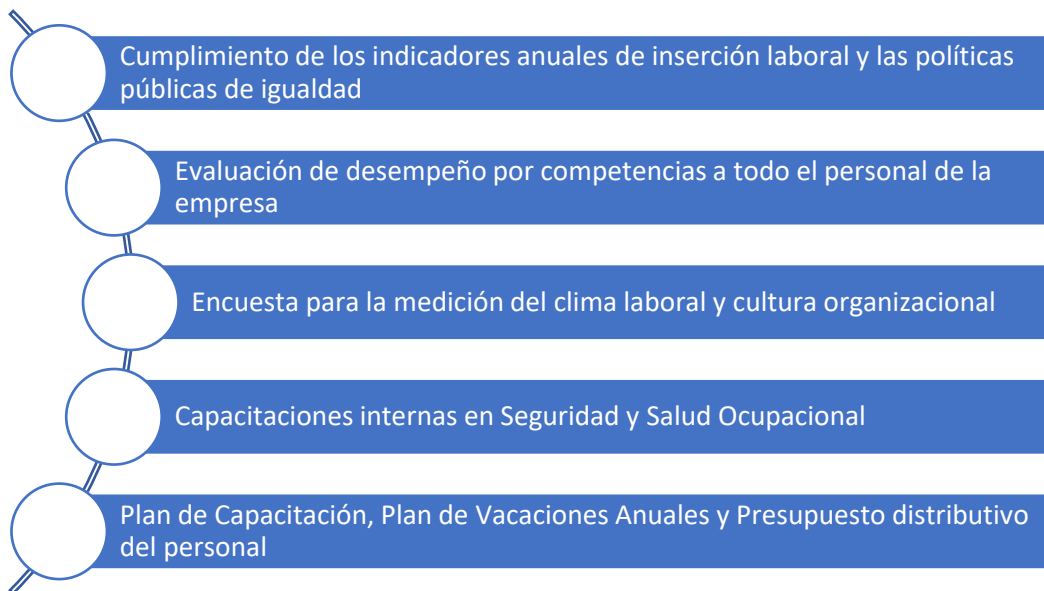 Cumplimiento de los indicadores anuales de inserción laboral y las políticas
públicas de igualdad
Evaluación de desempeño por competencias a todo el personal de la
empresa
Encuesta para la medición del clima laboral y cultura organizacional
Capacitaciones internas en Seguridad y Salud Ocupacional
Plan de Capacitación, Plan de Vacaciones Anuales y Presupuesto distributivo
del personal